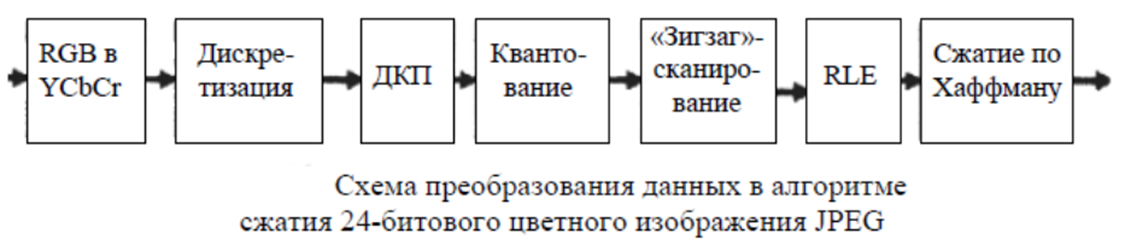 RGB в
YCbCr
Дискре-
тизация
ДКП
Кванто-
вание
«Зигзаг»-
сканиро-
вание
RLE
Сжатие по
Хаффману
Схема преобразования данных в алгоритме
сжатия 24-битового цветного изображения JPEG